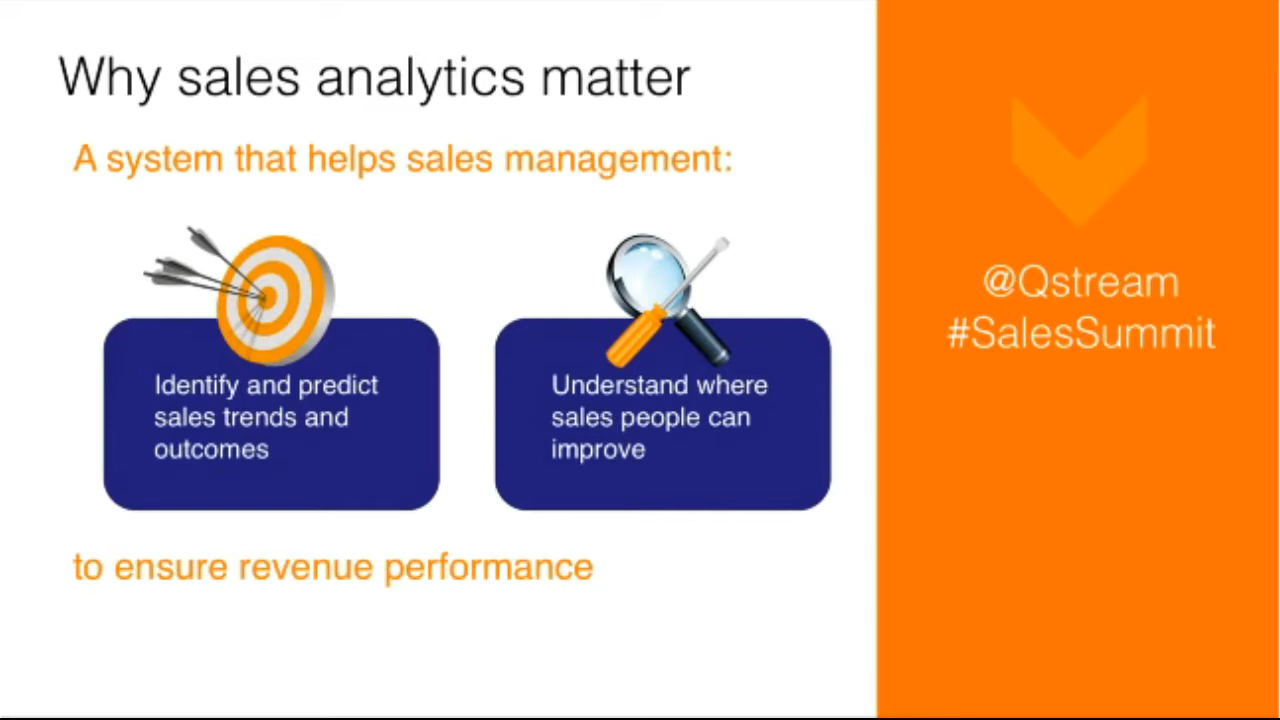 Why sales analytics matter
A system that helps sales management:
Identify and predict
sales trends and
outcomes
Understand where
sales people can
improve
to ensure revenue performance
@Qstream
#SalesSummit